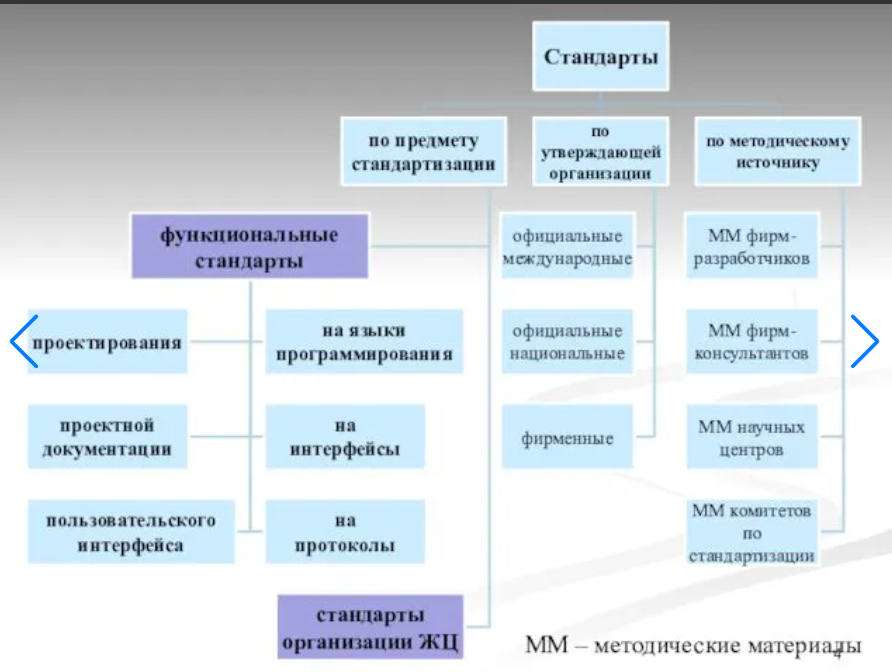 Стандарты
по предмету
стандартизации
по
утверждающей
организации
по методическому
источнику
функциональные
стандарты
официальные
международные
ММ фирм-
разработчиков
проектирования
на языки
программирования
официальные
национальные
ММ фирм-
консультантов
проектной
документации
на
интерфейсы
фирменные
ММ научных
центров
пользовательского
интерфейса
на
протоколы
ММ комитетов
по
стандартизации
стандарты
организации ЖЦ
ММ – методические материалы
4